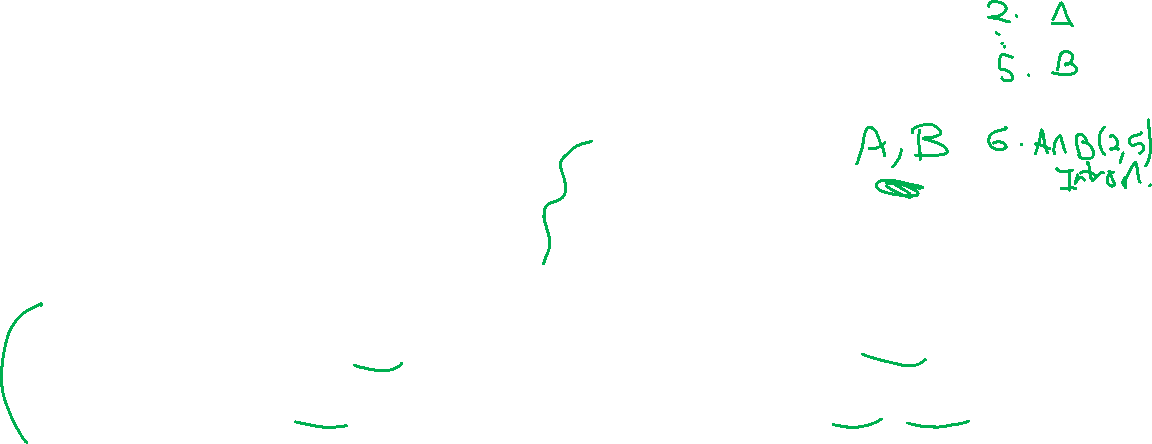 2. A
5. B
A, B
6. A∧B (2,5)
Intro ∧.